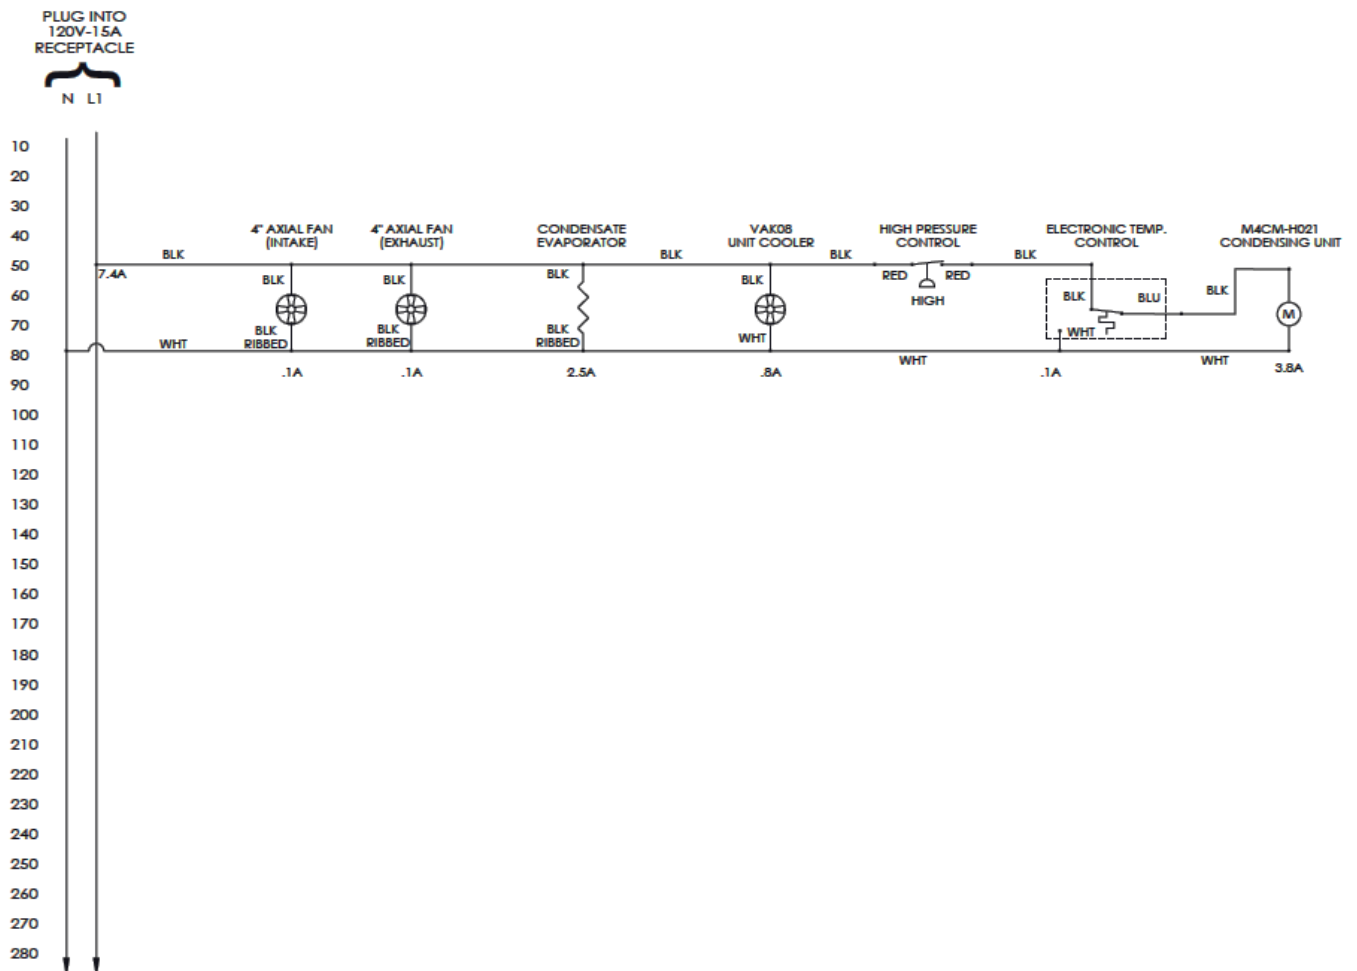 PLUG INTO
120V-15A
RECEPTACLE
N L1
10
20
30
40
50
60
70
80
90
100
110
120
130
140
150
160
170
180
190
200
210
220
230
240
250
260
270
280
4" AXIAL FAN
(INTAKE)
4" AXIAL FAN
(EXHAUST)
CONDENSATE
EVAPORATOR
VAK08
UNIT COOLER
HIGH PRESSURE
CONTROL
ELECTRONIC TEMP.
CONTROL
M4CM-H021
CONDENSING UNIT
BLK
BLK
BLK
BLK
7.4A
BLK
BLK
BLK
BLK
RED
RED
HIGH
BLK
BLU
BLK
M
BLK
RIBBED
BLK
RIBBED
BLK
RIBBED
WHT
WHT
WHT
WHT
WHT
.1A
.1A
2.5A
.8A
.1A
3.8A